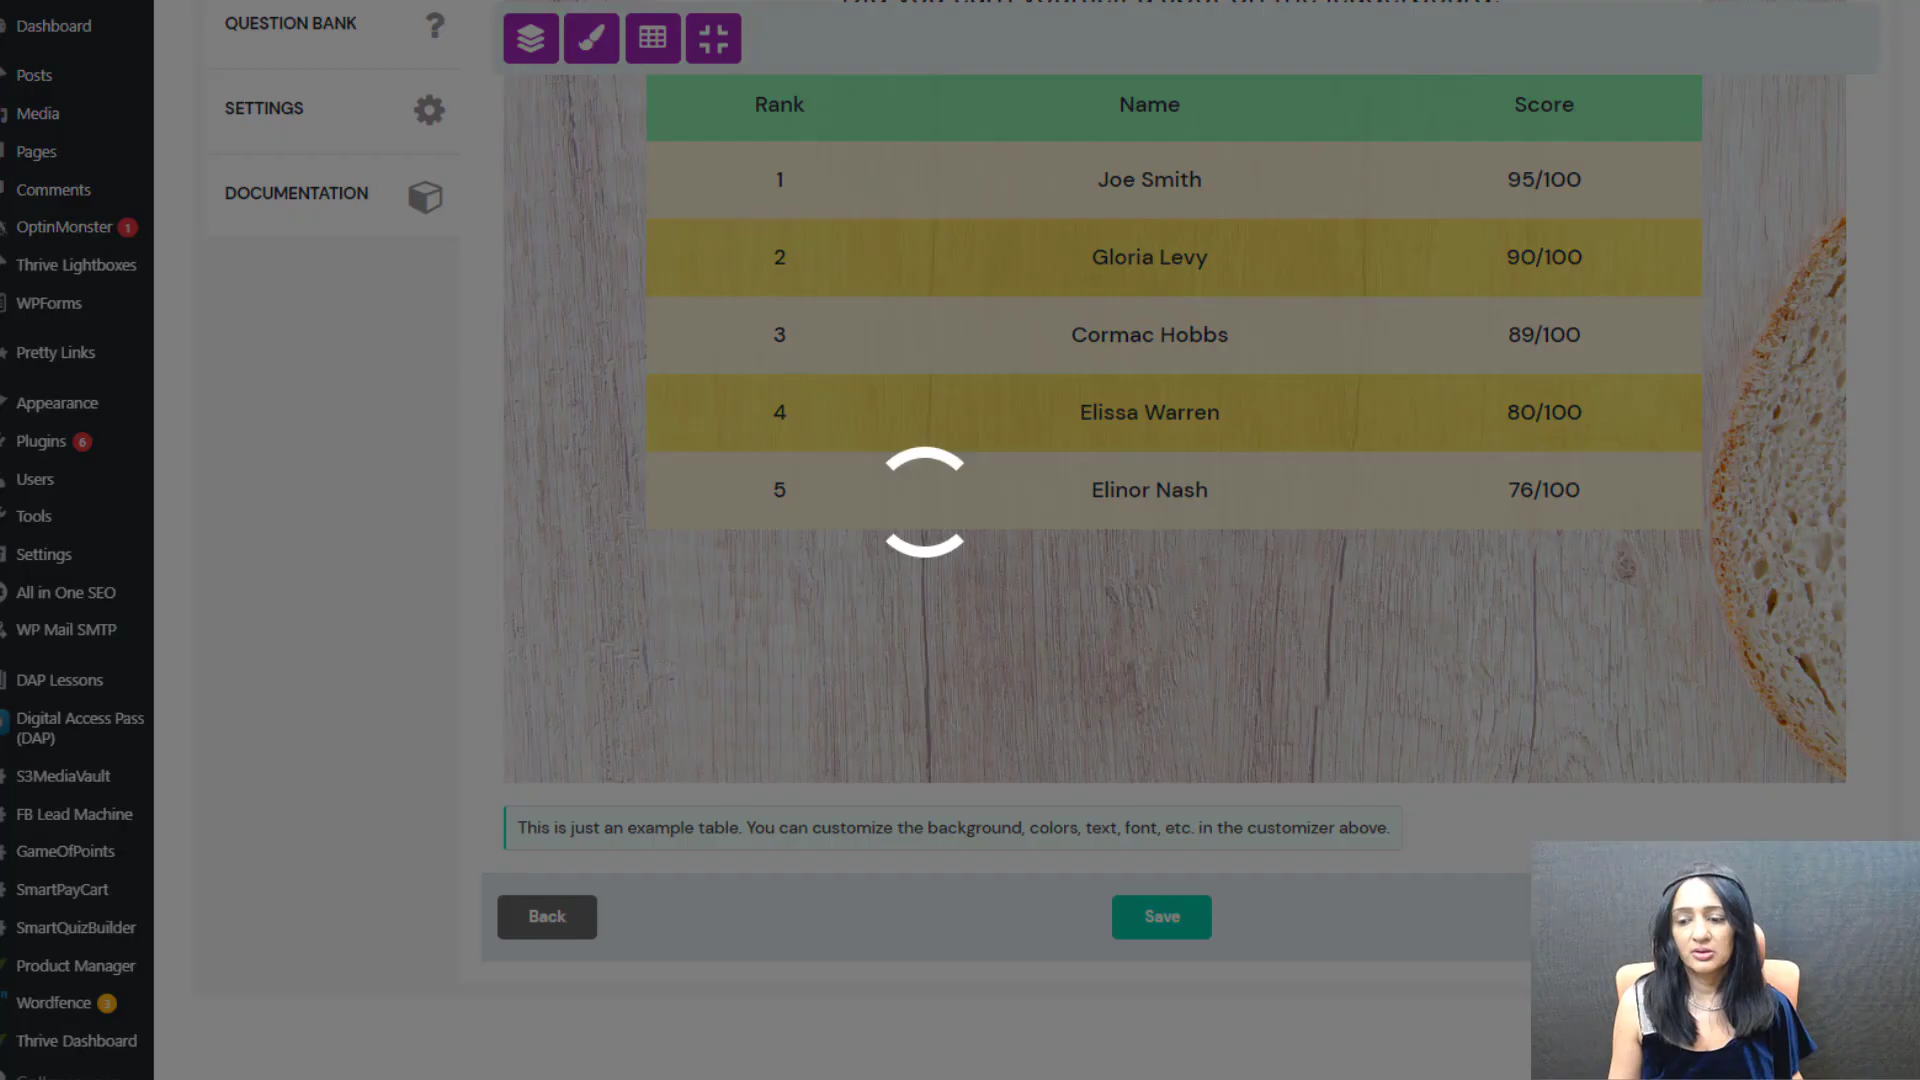 Dashboard
Posts
Media
Pages
Comments
OptinMonster 1
Thrive Lightboxes
WPForms
Pretty Links
Appearance
Plugins 6
Users
Tools
Settings
All in One SEO
WP Mail SMTP
DAP Lessons
Digital Access Pass
(DAP)
S3MediaVault
FB Lead Machine
GameOfPoints
SmartPayCart
SmartQuizBuilder
Product Manager
Wordfence 3
Thrive Dashboard
QUESTION BANK ?
SETTINGS
DOCUMENTATION
Rank Name Score
1 Joe Smith 95/100
2 Gloria Levy 90/100
3 Cormac Hobbs 89/100
4 Elissa Warren 80/100
5 Elinor Nash 76/100
This is just an example table. You can customize the background, colors, text, font, etc. in the customizer above.
Back Save